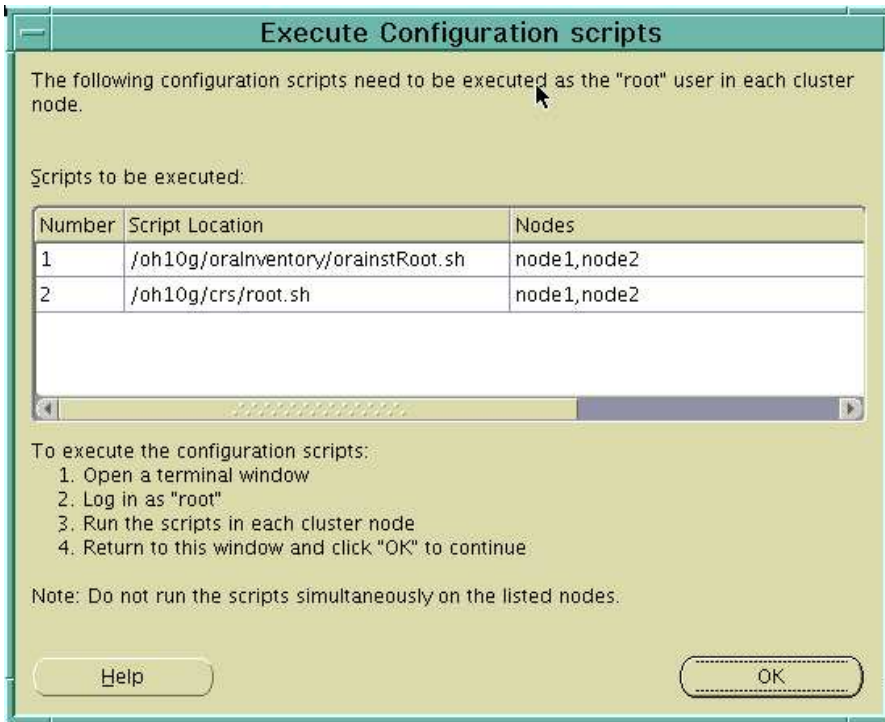 Execute Configuration scripts
The following configuration scripts need to be executed as the "root" user in each cluster
node.
Scripts to be executed:
Number Script Location Nodes
1 /oh10g/oraInventory/orainstRoot.sh node1,node2
2 /oh10g/crs/root.sh node1,node2
To execute the configuration scripts:
1. Open a terminal window
2. Log in as "root"
3. Run the scripts in each cluster node
4. Return to this window and click "OK" to continue
Note: Do not run the scripts simultaneously on the listed nodes.
Help OK